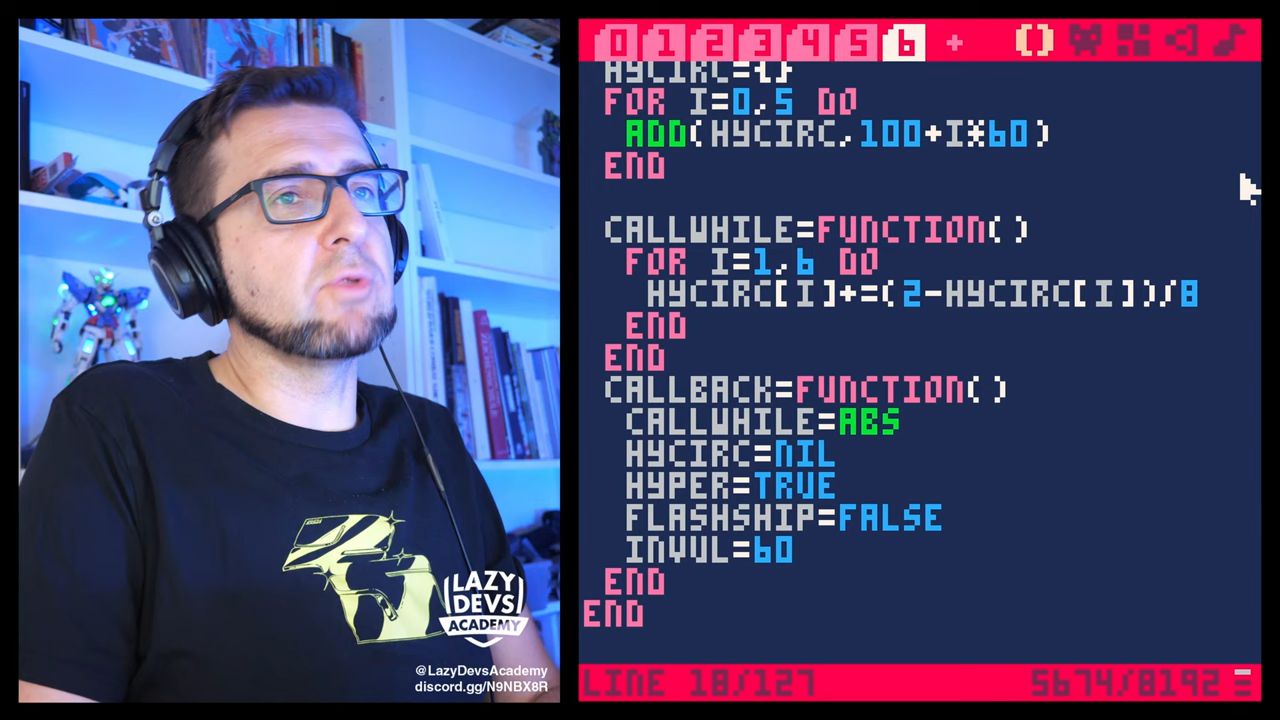 0 1 2 3 4 5 6 + ()
HYCIRC={}
FOR I=0,5 DO
ADD(HYCIRC,100+I*60)
END
CALLWHILE=FUNCTION()
FOR I=1,6 DO
HYCIRC[I]+=(2-HYCIRC[I])/8
END
END
CALLBACK=FUNCTION()
CALLWHILE=ABS
HYCIRC=NIL
HYPER=TRUE
FLASHSHIP=FALSE
INVUL=60
END
END
LINE 18/127
5674/8192
LAZY
DEVS
ACADEMY
@LazyDevsAcademy
discord.gg/N9NBX8R